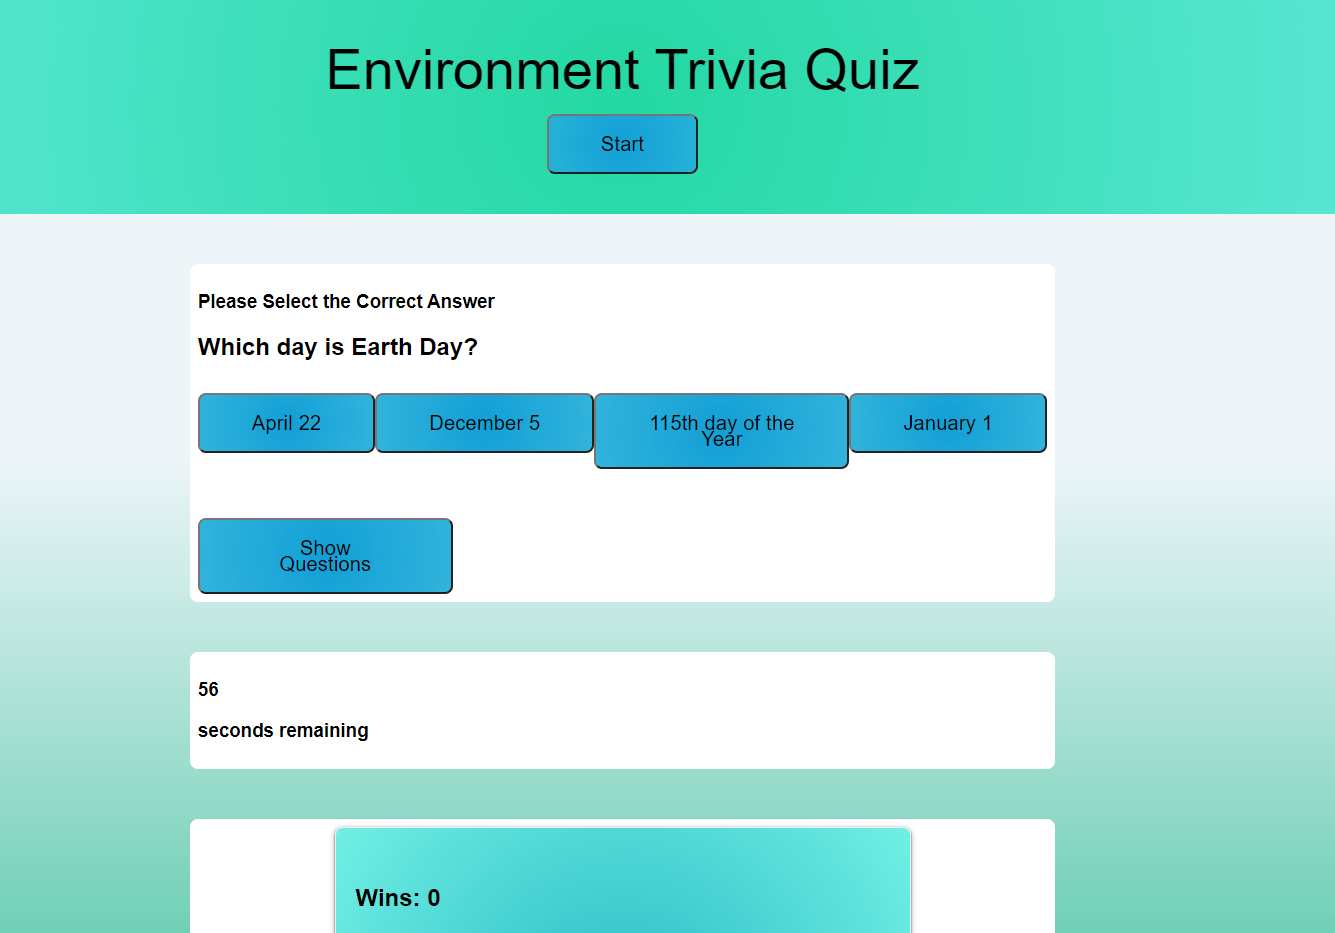 Environment Trivia Quiz
Start
Please Select the Correct Answer
Which day is Earth Day?
April 22
December 5
115th day of the
Year
January 1
Show
Questions
56
seconds remaining
Wins: 0